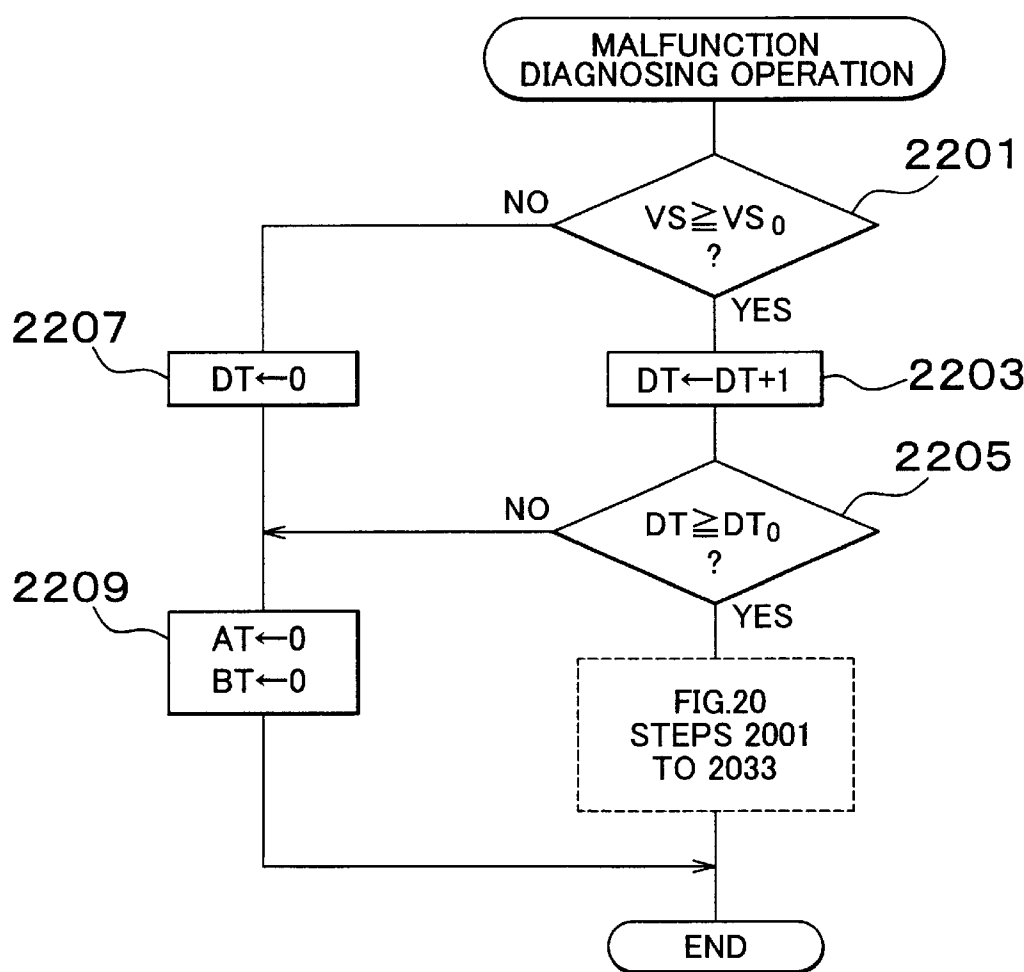 MALFUNCTION
DIAGNOSING OPERATION
2201
NO
VS≧VS₀
?
YES
2207
DT←0
DT←DT+1
2203
2205
NO
DT≧DT₀
?
YES
2209
AT←0
BT←0
FIG.20
STEPS 2001
TO 2033
END